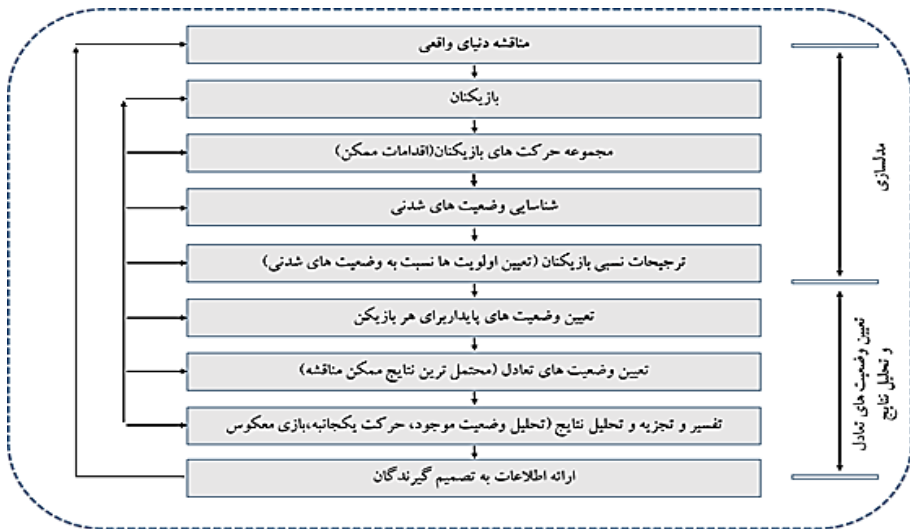 مناقشه دنیای واقعی
بازیکنان
مجموعه حرکت های بازیکنان(اقدامات ممکن)
شناسایی وضعیت های شدنی
ترجیحات نسبی بازیکنان (تعیین اولویت ها نسبت به وضعیت های شدنی)
تعیین وضعیت های پایداربرای هر بازیکن
تعیین وضعیت های تعادل (محتمل ترین نتایج ممکن مناقشه)
تفسیر و تجزیه و تحلیل نتایج (تحلیل وضعیت موجود، حرکت یکجانبه،بازی معکوس
ارائه اطلاعات به تصمیم گیرندگان
مدلسازی
تعیین وضعیت های تعادل
و تحلیل نتایج